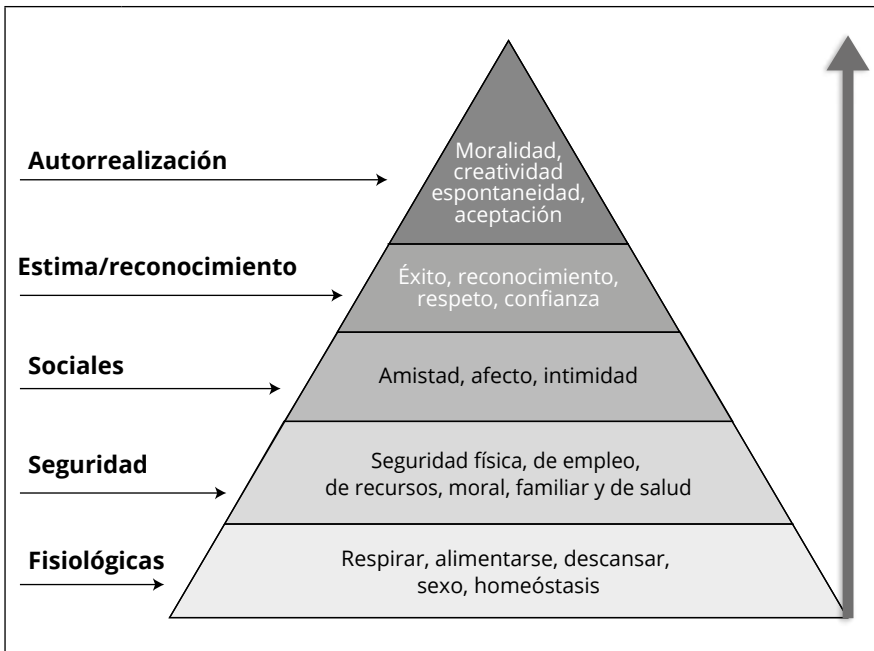 Autorrealización
Moralidad,
creatividad
espontaneidad,
aceptación
Estima/reconocimiento
Éxito, reconocimiento,
respeto, confianza
Sociales
Amistad, afecto, intimidad
Seguridad
Seguridad física, de empleo,
de recursos, moral, familiar y de salud
Fisiológicas
Respirar, alimentarse, descansar,
sexo, homeóstasis